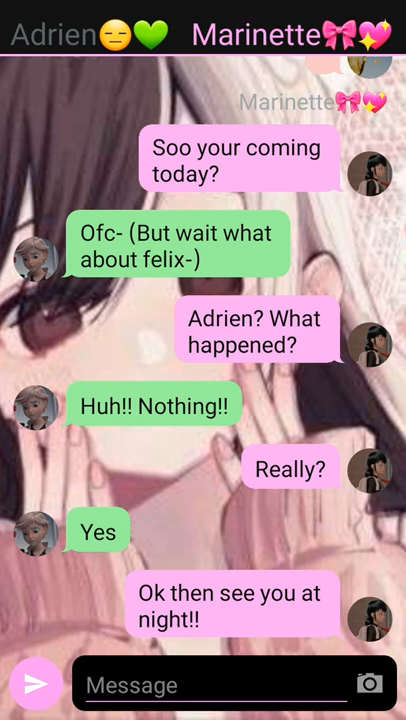 Adrien😑💚 Marinette🎀💖
Marinette🎀💖
Soo your coming
today?
Ofc- (But wait what
about felix-)
Adrien? What
happened?
Huh!! Nothing!!
Really?
Yes
Ok then see you at
night!!
Message